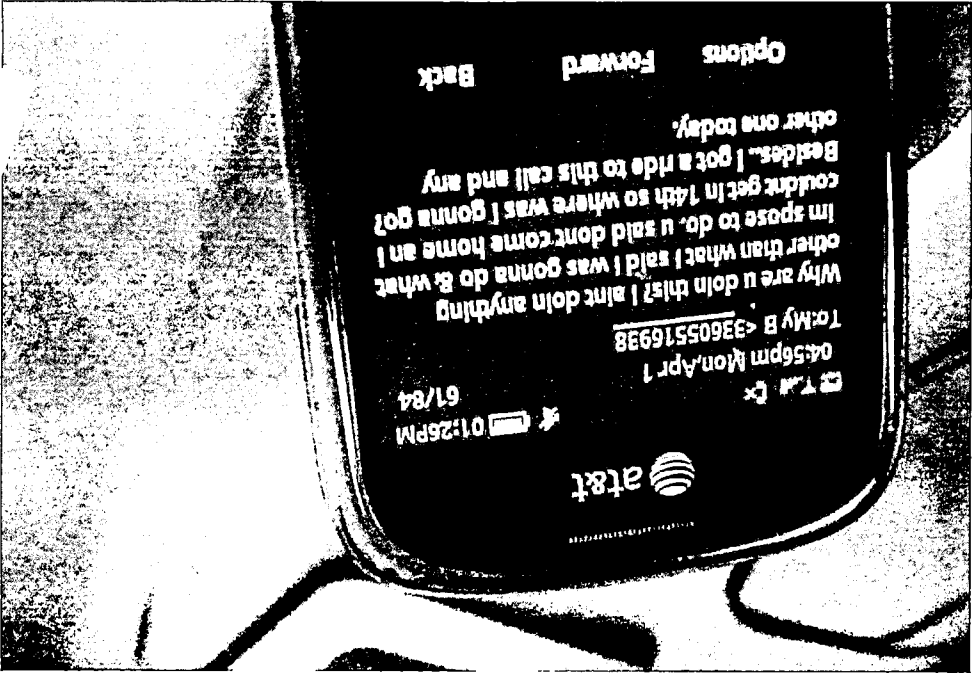 at&t
01:26PM
61/84
04:56pm Mon,Apr 1
To:My B <33605516938
Why are u doin this? I aint doin anything
other than what I said I was gonna do & what
im spose to do. u said dont come home an I
couldnt get in 14th so where was I gonna go?
Besides.. I got a ride to this call and any
other one today.
Options Forward Back